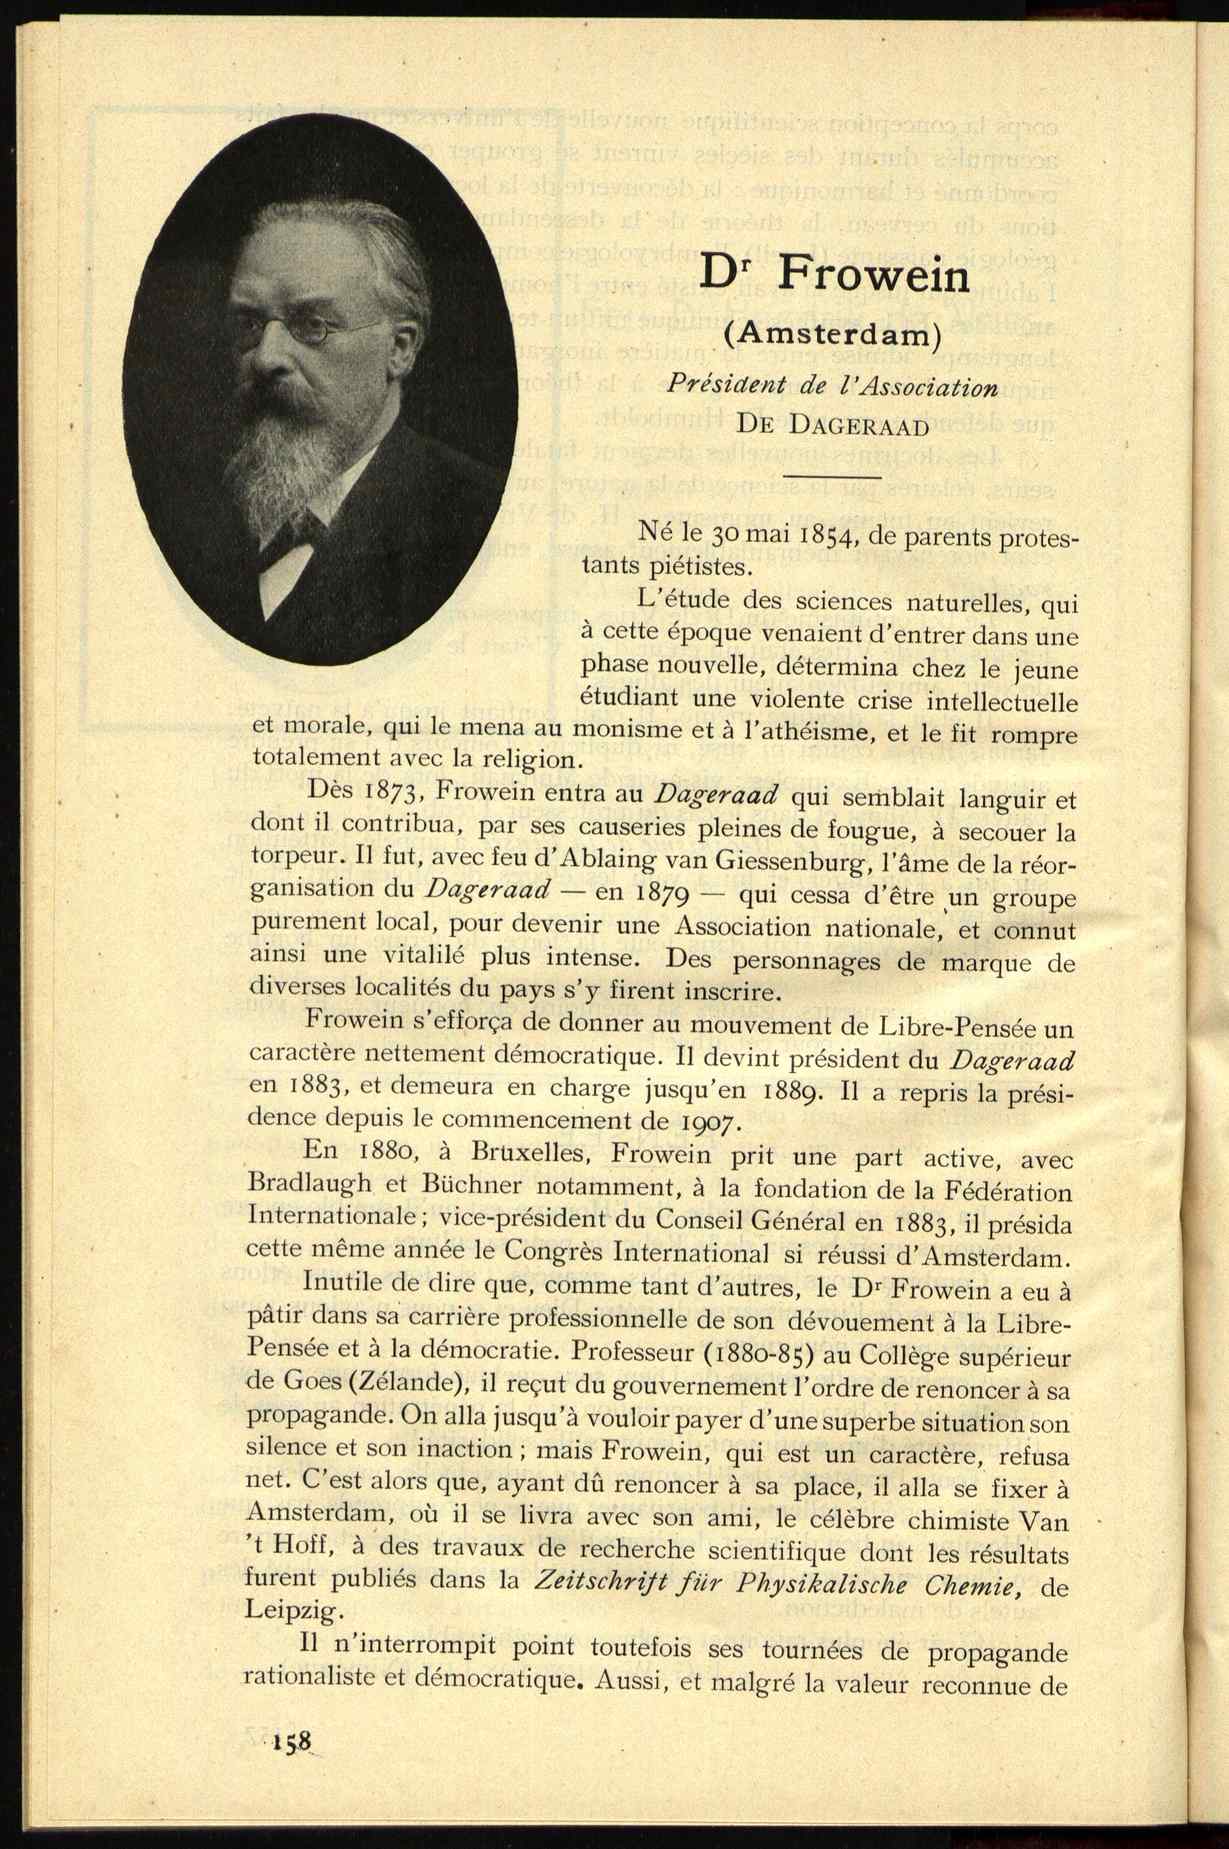 Dr Frowein
(Amsterdam)
Président de l'Association
DE DAGERAAD
Né le 30 mai 1854, de parents protes-
tants piétistes.
L'étude des sciences naturelles, qui
à cette époque venaient d'entrer dans une
phase nouvelle, détermina chez le jeune
étudiant une violente crise intellectuelle
et morale, qui le mena au monisme et à l'athéisme, et le fit rompre
totalement avec la religion.
Dès 1873, Frowein entra au Dageraad qui semblait languir et
dont il contribua, par ses causeries pleines de fougue, à secouer la
torpeur. Il fut, avec feu d'Ablaing van Giessenburg, l'âme de la réor-
ganisation du Dageraad — en 1879 — qui cessa d'être un groupe
purement local, pour devenir une Association nationale, et connut
ainsi une vitalilé plus intense. Des personnages de marque de
diverses localités du pays s'y firent inscrire.
Frowein s'efforça de donner au mouvement de Libre-Pensée un
caractère nettement démocratique. Il devint président du Dageraad
en 1883, et demeura en charge jusqu'en 1889. Il a repris la prési-
dence depuis le commencement de 1907.
En 1880, à Bruxelles, Frowein prit une part active, avec
Bradlaugh et Büchner notamment, à la fondation de la Fédération
Internationale; vice-président du Conseil Général en 1883, il présida
cette même année le Congrès International si réussi d'Amsterdam.
Inutile de dire que, comme tant d'autres, le Dr Frowein a eu à
pâtir dans sa carrière professionnelle de son dévouement à la Libre-
Pensée et à la démocratie. Professeur (1880-85) au Collège supérieur
de Goes (Zélande), il reçut du gouvernement l'ordre de renoncer à sa
propagande. On alla jusqu'à vouloir payer d'une superbe situation son
silence et son inaction; mais Frowein, qui est un caractère, refusa
net. C'est alors que, ayant dû renoncer à sa place, il alla se fixer à
Amsterdam, où il se livra avec son ami, le célèbre chimiste Van
't Hoff, à des travaux de recherche scientifique dont les résultats
furent publiés dans la Zeitschrift für Physikalische Chemie, de
Leipzig.
Il n'interrompit point toutefois ses tournées de propagande
rationaliste et démocratique. Aussi, et malgré la valeur reconnue de
158